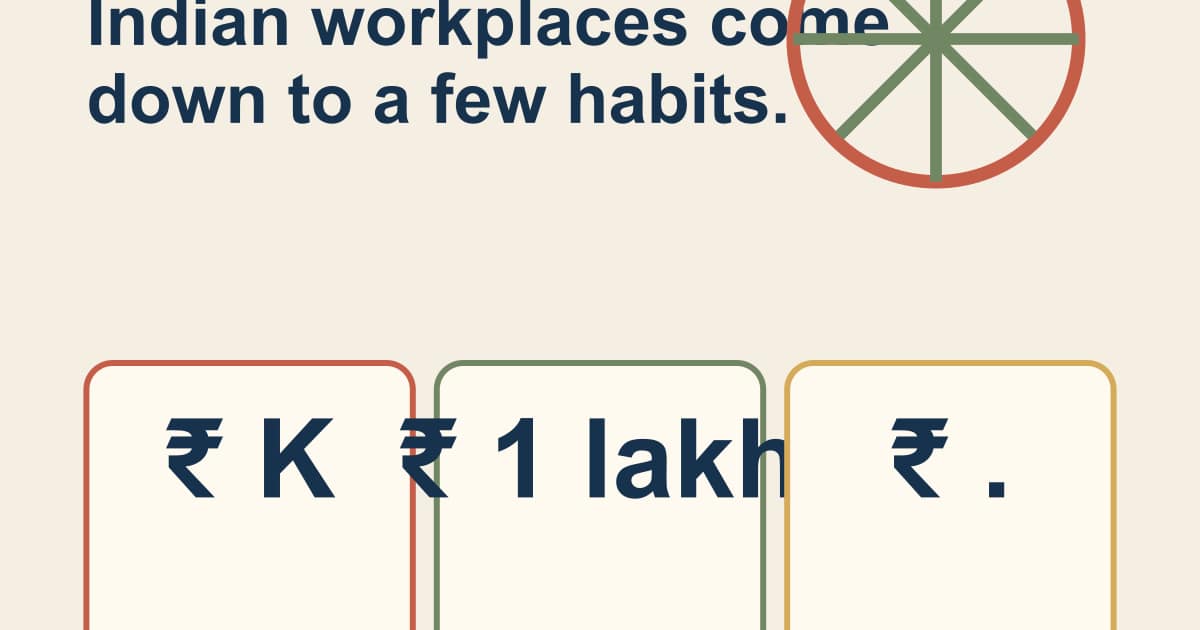 Indian workplaces come
down to a few habits.
₹ K
₹ 1 lakh
₹ .